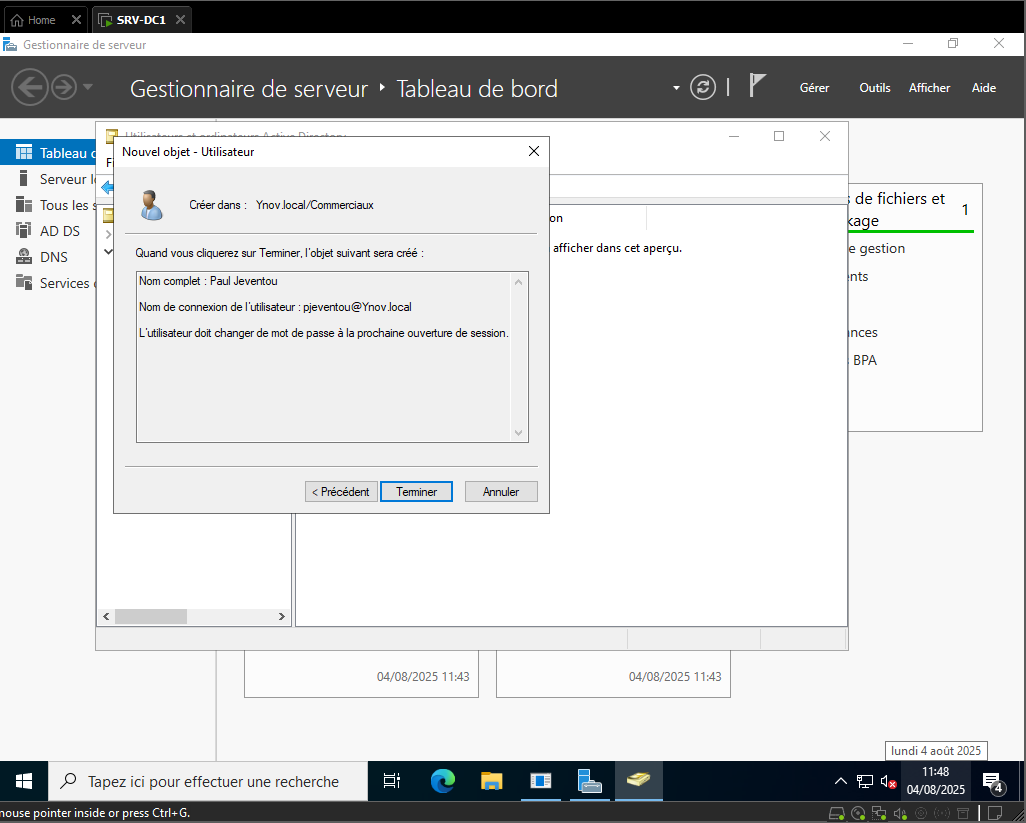 Home
SRV-DC1
Gestionnaire de serveur
Gestionnaire de serveur ‣ Tableau de bord
Gérer
Outils
Afficher
Aide
Utilisateurs et ordinateurs Active Directory
Tableau
Serveur
Tous les
AD DS
DNS
Services
Nouvel objet - Utilisateur
Créer dans : Ynov.local/Commerciaux
Quand vous cliquerez sur Terminer, l'objet suivant sera créé :
Nom complet : Paul Jeventou
Nom de connexion de l'utilisateur : pjeventou@Ynov.local
L'utilisateur doit changer de mot de passe à la prochaine ouverture de session.
< Précédent
Terminer
Annuler
on
afficher dans cet aperçu.
de fichiers et
kage
1
e gestion
nts
nces
BPA
04/08/2025 11:43
04/08/2025 11:43
lundi 4 août 2025
Tapez ici pour effectuer une recherche
11:48
04/08/2025
4
mouse pointer inside or press Ctrl+G.